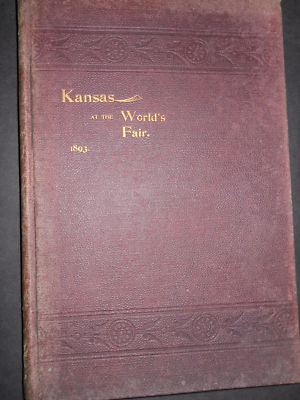 Kansas
AT THE World's
Fair.
1893.